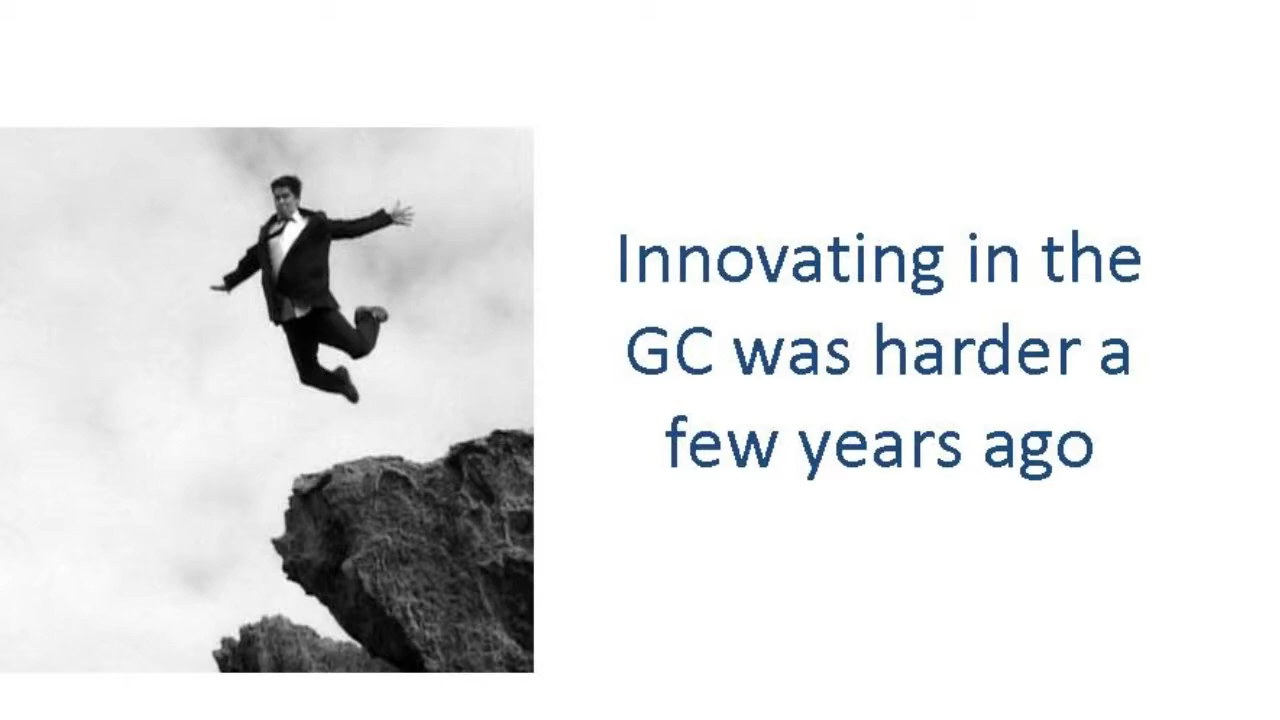 Innovating in the
GC was harder a
few years ago